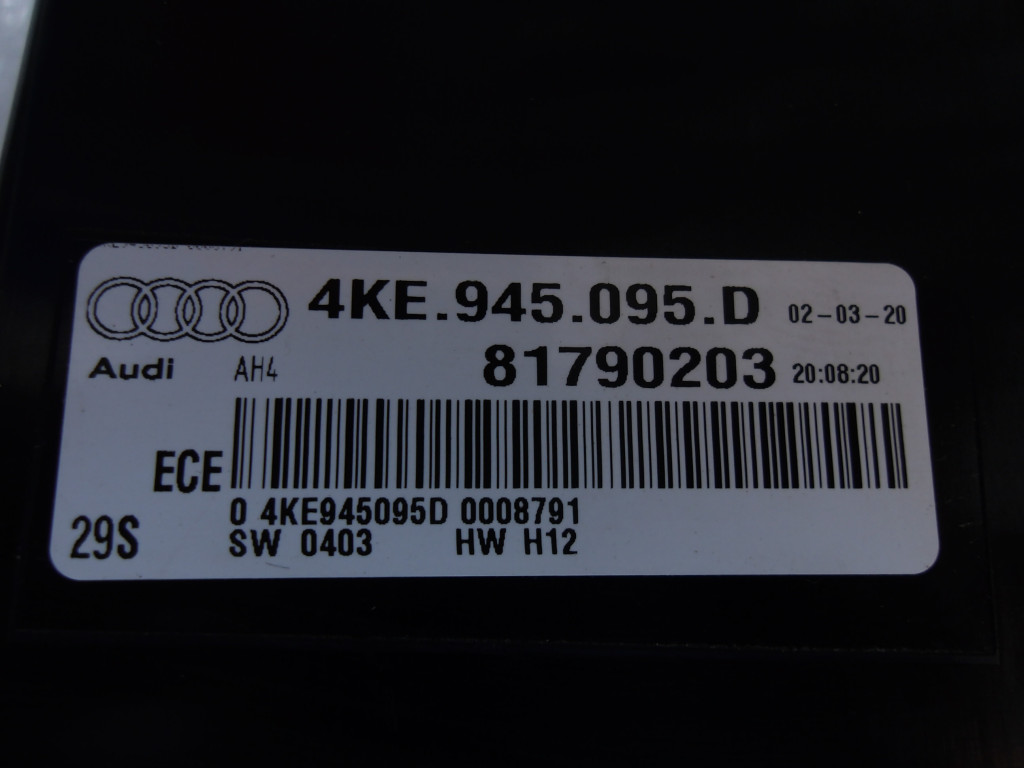 4KE.945.095.D 02-03-20
Audi AH4 81790203 20:08:20
ECE
0 4KE945095D 0008791
29S SW 0403 HW H12